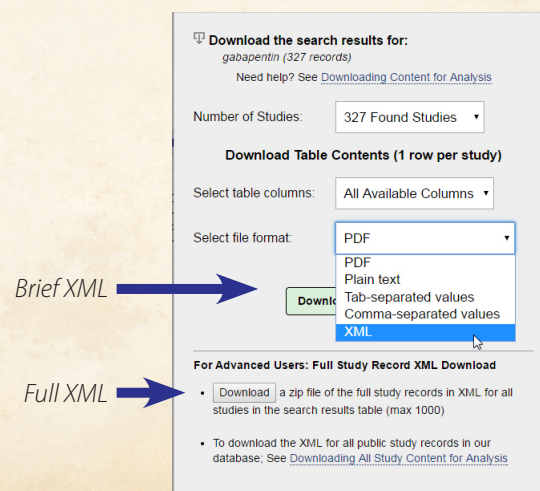 Download the search results for:
gabapentin (327 records)
Need help? See Downloading Content for Analysis
Number of Studies: 327 Found Studies
Download Table Contents (1 row per study)
Select table columns: All Available Columns
Select file format: PDF
PDF
Plain text
Tab-separated values
Comma-separated values
XML
Brief XML
For Advanced Users: Full Study Record XML Download
Full XML
• Download a zip file of the full study records in XML for all
studies in the search results table (max 1000)
• To download the XML for all public study records in our
database; See Downloading All Study Content for Analysis